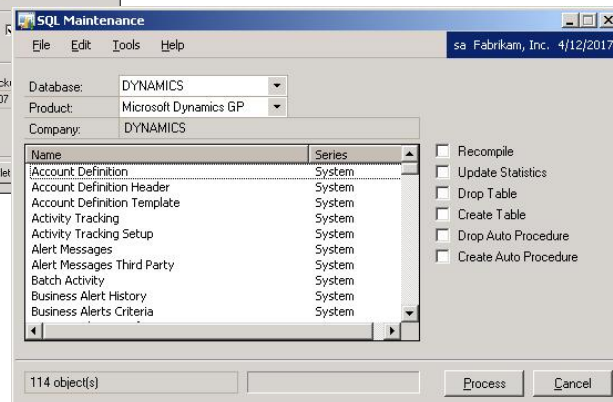 SQL Maintenance
File Edit Tools Help sa Fabrikam, Inc. 4/12/2017
Database: DYNAMICS
Product: Microsoft Dynamics GP
Company: DYNAMICS
Name Series
Account Definition System
Account Definition Header System
Account Definition Template System
Activity Tracking System
Activity Tracking Setup System
Alert Messages System
Alert Messages Third Party System
Batch Activity System
Business Alert History System
Business Alerts Criteria System
Recompile
Update Statistics
Drop Table
Create Table
Drop Auto Procedure
Create Auto Procedure
114 object(s)
Process Cancel